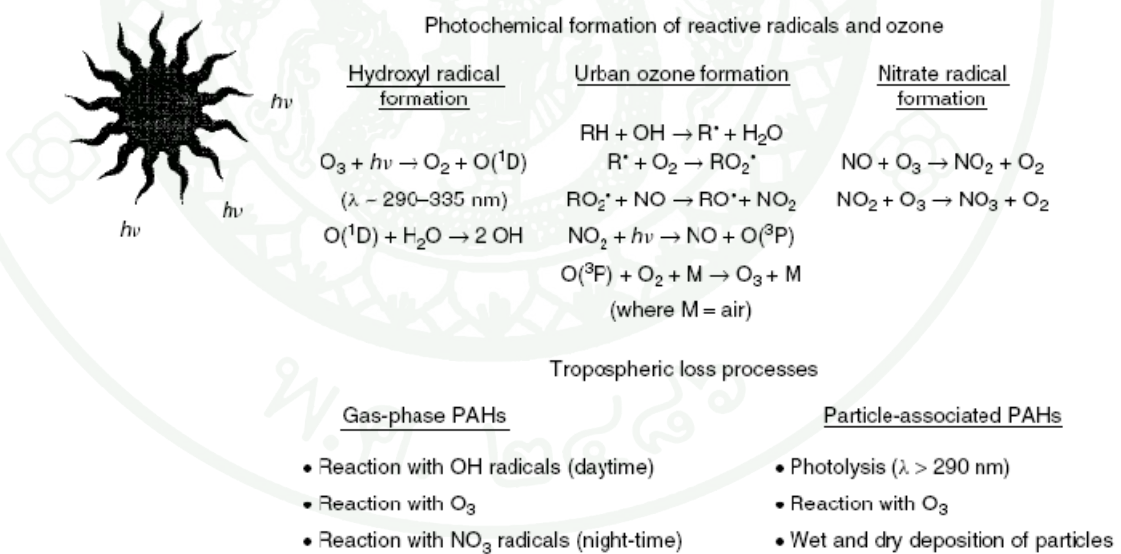 Photochemical formation of reactive radicals and ozone
Hydroxyl radical
formation
O₃ + hν → O₂ + O(¹D)
(λ ~ 290–335 nm)
O(¹D) + H₂O → 2 OH
Urban ozone formation
RH + OH → R• + H₂O
R• + O₂ → RO₂•
RO₂• + NO → RO• + NO₂
NO₂ + hν → NO + O(³P)
O(³P) + O₂ + M → O₃ + M
(where M = air)
Nitrate radical
formation
NO + O₃ → NO₂ + O₂
NO₂ + O₃ → NO₃ + O₂
hν
hν
hν
Tropospheric loss processes
Gas-phase PAHs
• Reaction with OH radicals (daytime)
• Reaction with O₃
• Reaction with NO₃ radicals (night-time)
Particle-associated PAHs
• Photolysis (λ > 290 nm)
• Reaction with O₃
• Wet and dry deposition of particles